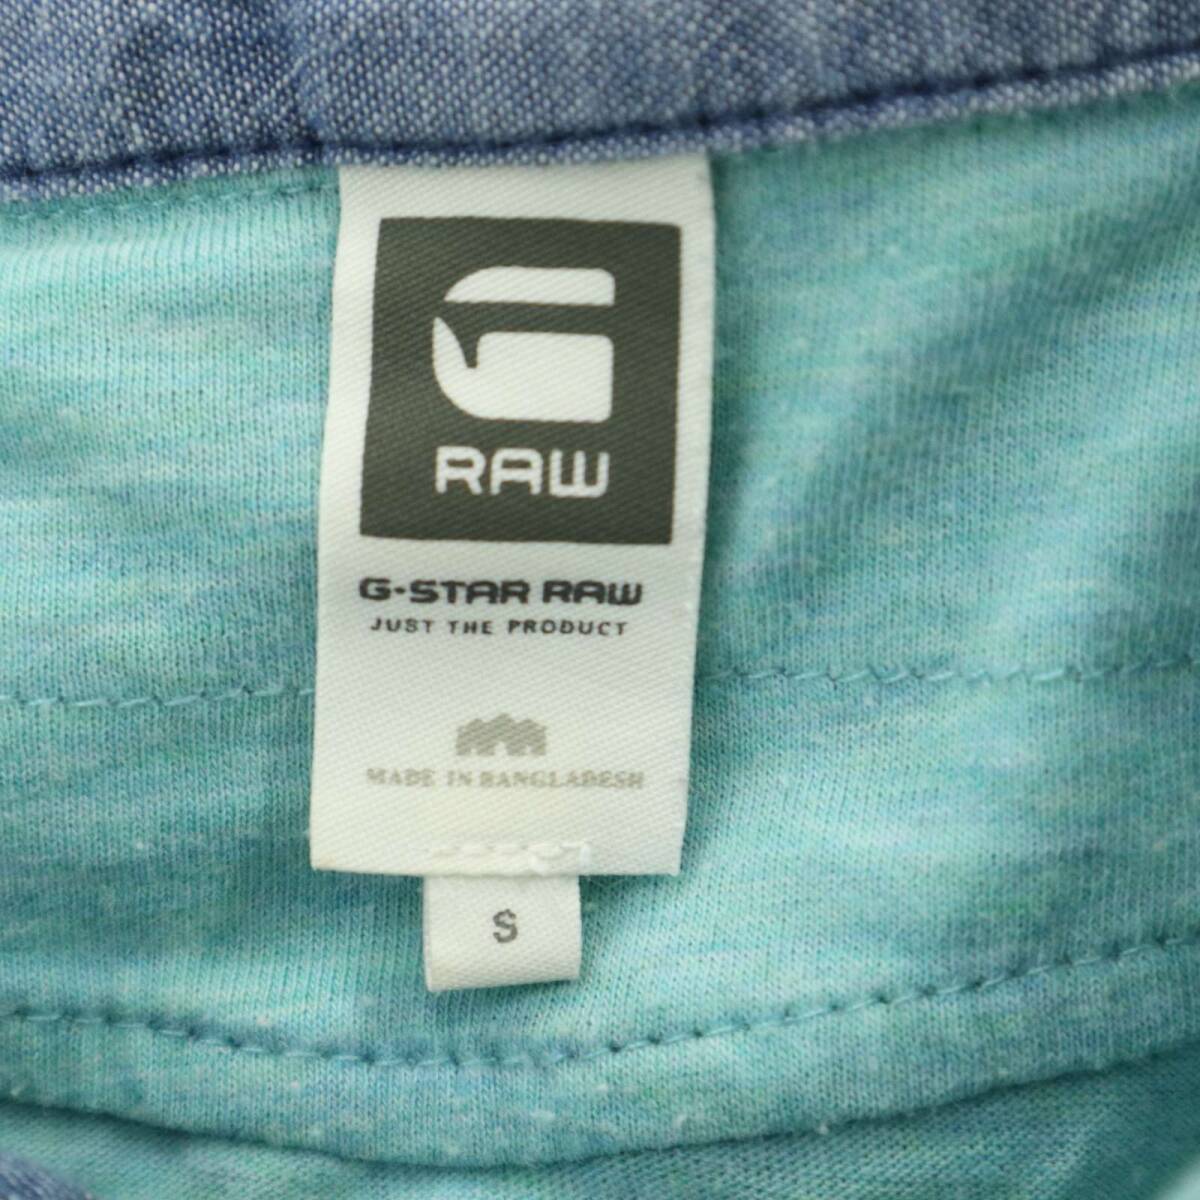 RAW
G-STAR RAW
JUST THE PRODUCT
MADE IN BANGLADESH
S